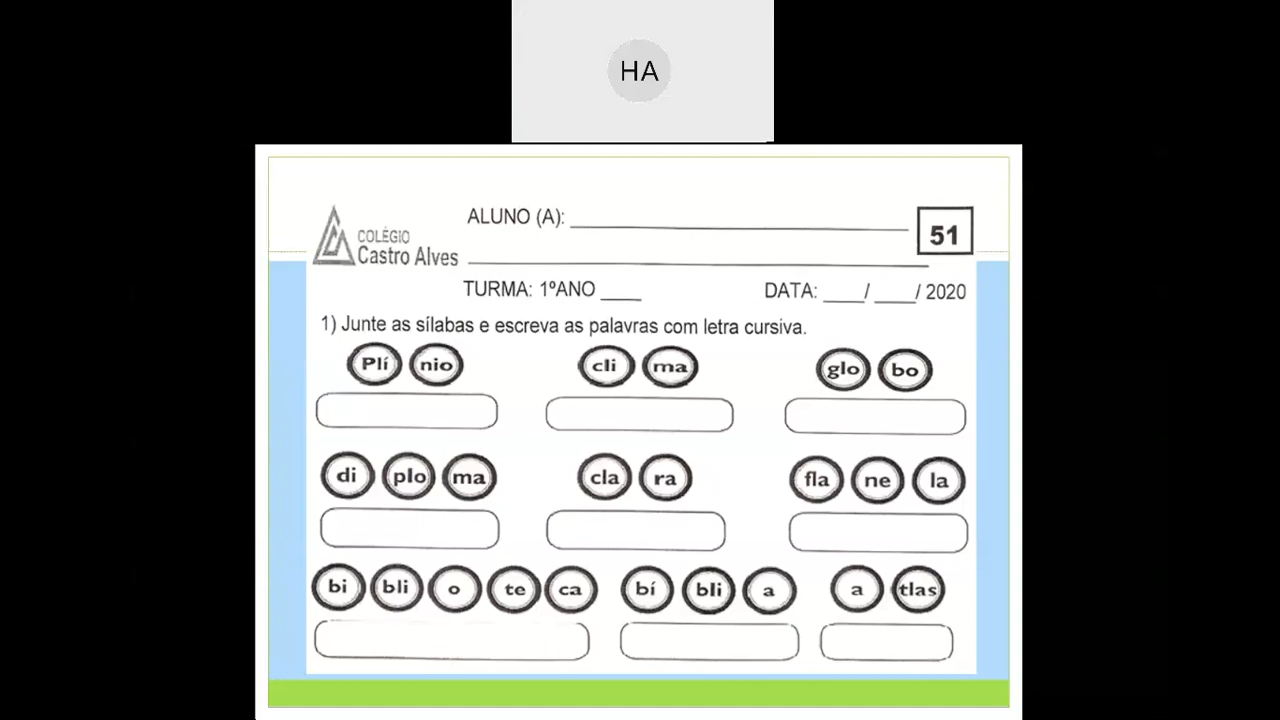 HA
ALUNO (A): ____________________
51
COLÉGIO
Castro Alves ____________________
TURMA: 1ºANO ____ DATA: ____/ ____/ 2020
1) Junte as sílabas e escreva as palavras com letra cursiva.
Plí nio cli ma glo bo
di plo ma cla ra fla ne la
bi bli o te ca bí bli a a tlas